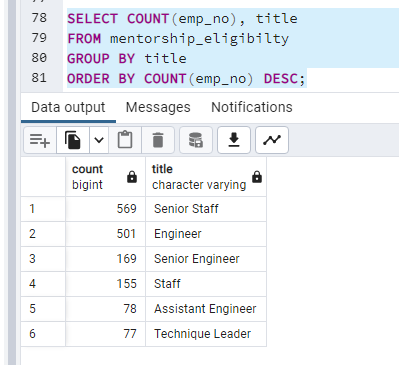 78 SELECT COUNT(emp_no), title
79 FROM mentorship_eligibilty
80 GROUP BY title
81 ORDER BY COUNT(emp_no) DESC;
Data output Messages Notifications
count title
bigint character varying
1 569 Senior Staff
2 501 Engineer
3 169 Senior Engineer
4 155 Staff
5 78 Assistant Engineer
6 77 Technique Leader